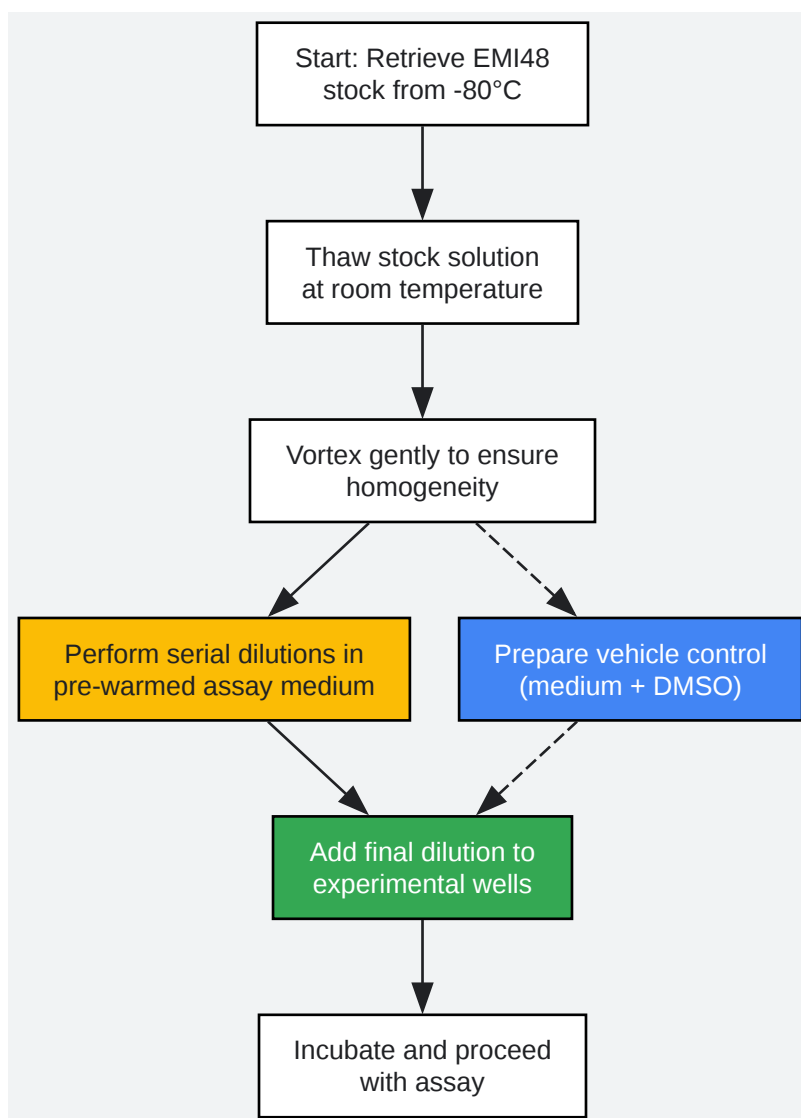 Start: Retrieve EMI48
stock from -80°C
Thaw stock solution
at room temperature
Vortex gently to ensure
homogeneity
Perform serial dilutions in
pre-warmed assay medium
Prepare vehicle control
(medium + DMSO)
Add final dilution to
experimental wells
Incubate and proceed
with assay